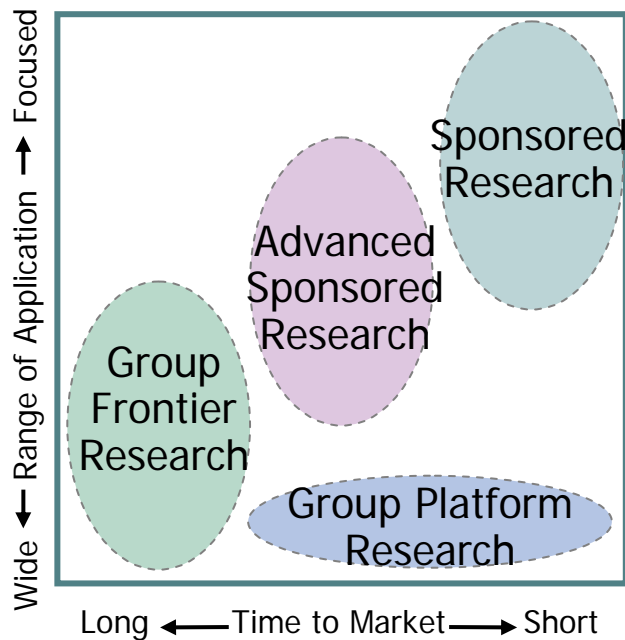 Focused
Range of Application
Wide
Sponsored
Research
Advanced
Sponsored
Research
Group
Frontier
Research
Group Platform
Research
Long
Time to Market
Short